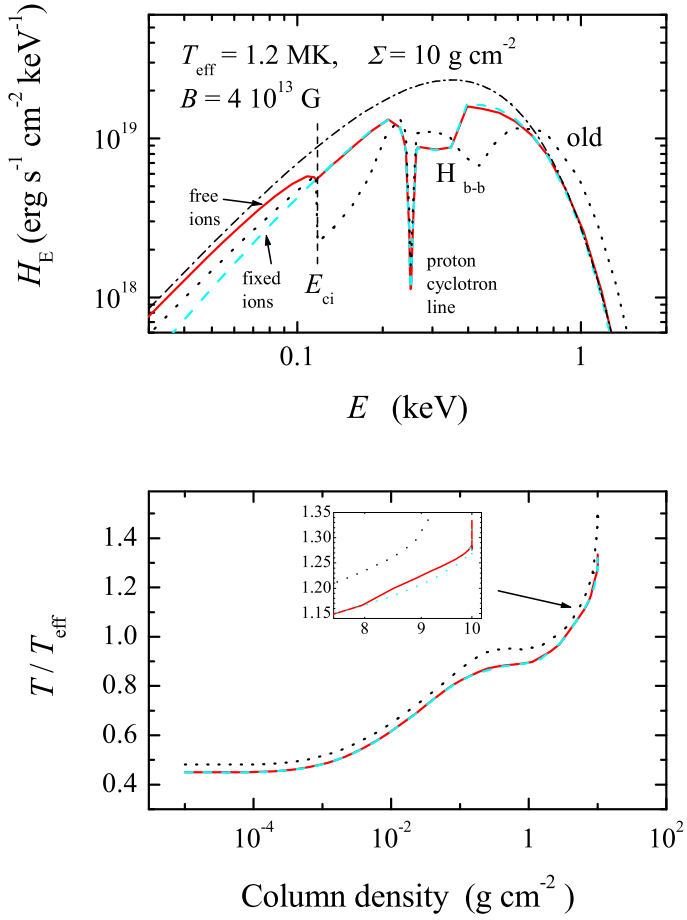 T_eff = 1.2 MK, Σ = 10 g cm^-2
B = 4 10^13 G
old
H_b-b
free
ions
fixed
ions
E_ci
proton
cyclotron
line
10^19
10^18
H_E (erg s^-1 cm^-2 keV^-1)
0.1 1
E (keV)
1.35
1.30
1.25
1.20
1.15
8 9 10
1.4
1.2
1.0
0.8
0.6
0.4
T / T_eff
10^-4 10^-2 1 10^2
Column density (g cm^-2 )